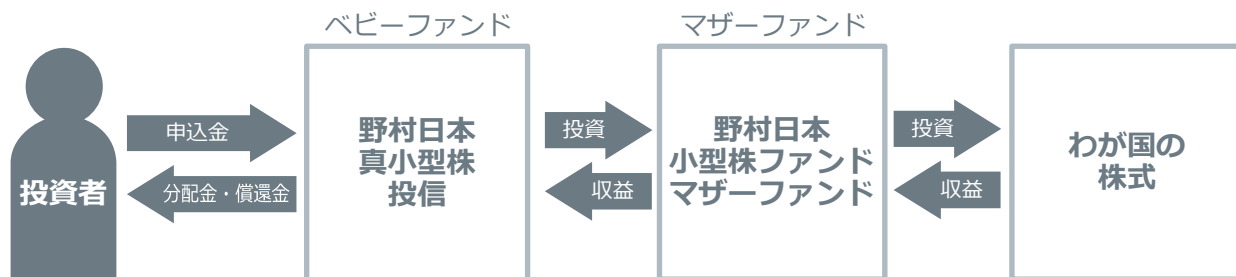 ベビーファンド
マザーファンド
投資者
申込金
分配金・償還金
野村日本
真小型株
投信
投資
収益
野村日本
小型株ファンド
マザーファンド
投資
収益
わが国の
株式